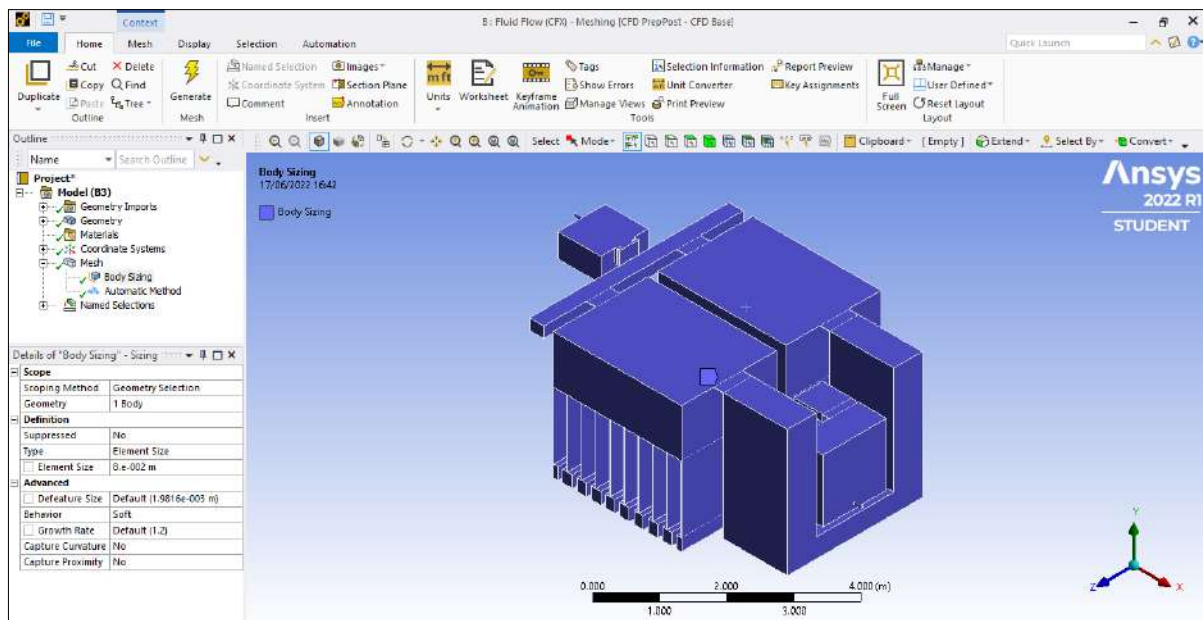 Context
B : Fluid Flow (CFX) - Meshing [CFD PrepPost - CFD Base]
File Home Mesh Display Selection Automation
Quick Launch
Duplicate
Cut
Copy
Paste
Delete
Find
Tree
Outline
Generate
Mesh
Named Selection
Coordinate System
Comment
Images
Section Plane
Annotation
Insert
Units
Worksheet
Keyframe Animation
Tags
Show Errors
Manage Views
Selection Information
Unit Converter
Print Preview
Report Preview
Key Assignments
Tools
Full Screen
Manage
User Defined
Reset Layout
Layout
Outline
Name Search Outline
Select Mode Clipboard [ Empty ] Extend Select By Convert
Project*
Model (B3)
Geometry Imports
Geometry
Materials
Coordinate Systems
Mesh
Body Sizing
Automatic Method
Named Selections
Details of "Body Sizing" - Sizing
Scope
Scoping Method Geometry Selection
Geometry 1 Body
Definition
Suppressed No
Type Element Size
Element Size 8.e-002 m
Advanced
Defeature Size Default (1.9816e-003 m)
Behavior Soft
Growth Rate Default (1.2)
Capture Curvature No
Capture Proximity No
Body Sizing
17/06/2022 16:42
Body Sizing
Ansys
2022 R1
STUDENT
0.000 2.000 4.000 (m)
1.000 3.000
Y
Z
X